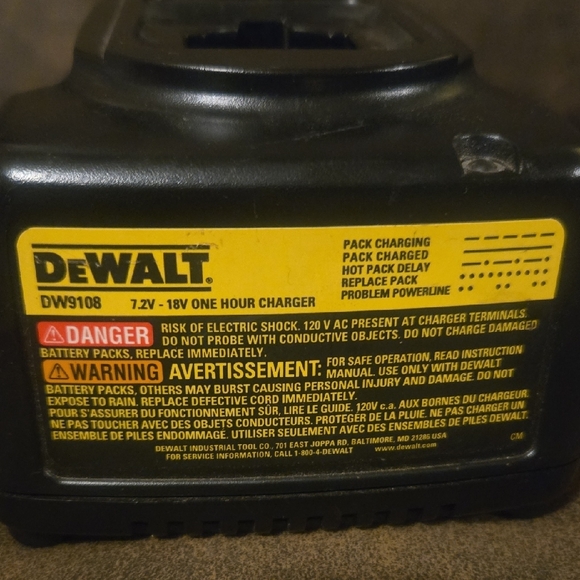 DEWALT®
DW9108 7.2V - 18V ONE HOUR CHARGER
PACK CHARGING
PACK CHARGED
HOT PACK DELAY
REPLACE PACK
PROBLEM POWERLINE
DANGER RISK OF ELECTRIC SHOCK. 120 V AC PRESENT AT CHARGER TERMINALS.
DO NOT PROBE WITH CONDUCTIVE OBJECTS. DO NOT CHARGE DAMAGED
BATTERY PACKS, REPLACE IMMEDIATELY.
WARNING AVERTISSEMENT: FOR SAFE OPERATION, READ INSTRUCTION
MANUAL. USE ONLY WITH DEWALT
BATTERY PACKS, OTHERS MAY BURST CAUSING PERSONAL INJURY AND DAMAGE. DO NOT
EXPOSE TO RAIN. REPLACE DEFECTIVE CORD IMMEDIATELY.
POUR S'ASSURER DU FONCTIONNEMENT SÛR, LIRE LE GUIDE. 120V c.a. AUX BORNES DU CHARGEUR.
NE PAS TOUCHER AVEC DES OBJETS CONDUCTEURS. PROTEGER DE LA PLUIE. NE PAS CHARGER UN
ENSEMBLE DE PILES ENDOMMAGE. UTILISER SEULEMENT AVEC DES ENSEMBLES DE PILES DEWALT.
DEWALT INDUSTRIAL TOOL CO., 701 EAST JOPPA RD, BALTIMORE, MD 21286 USA
FOR SERVICE INFORMATION, CALL 1-800-4-DEWALT www.dewalt.com
CM